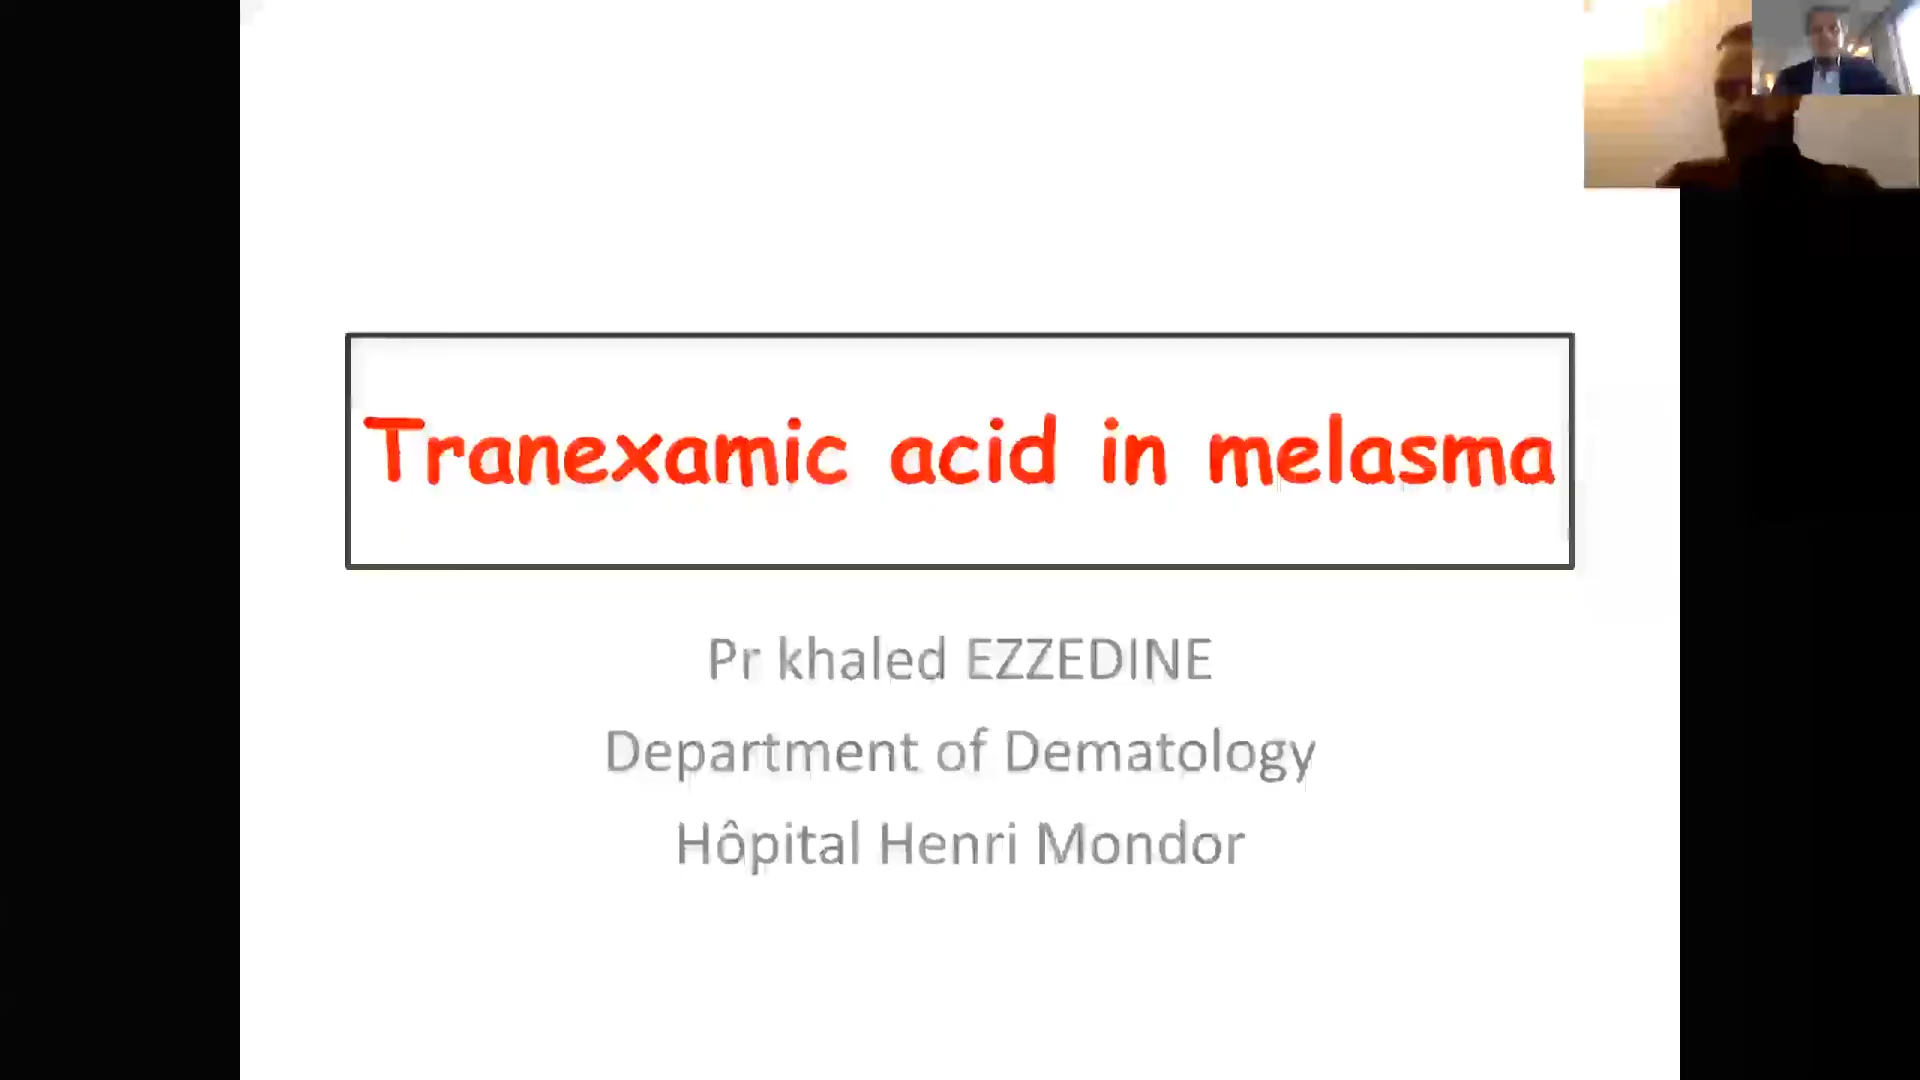 Tranexamic acid in melasma
Pr khaled EZZEDINE
Department of Dematology
Hôpital Henri Mondor